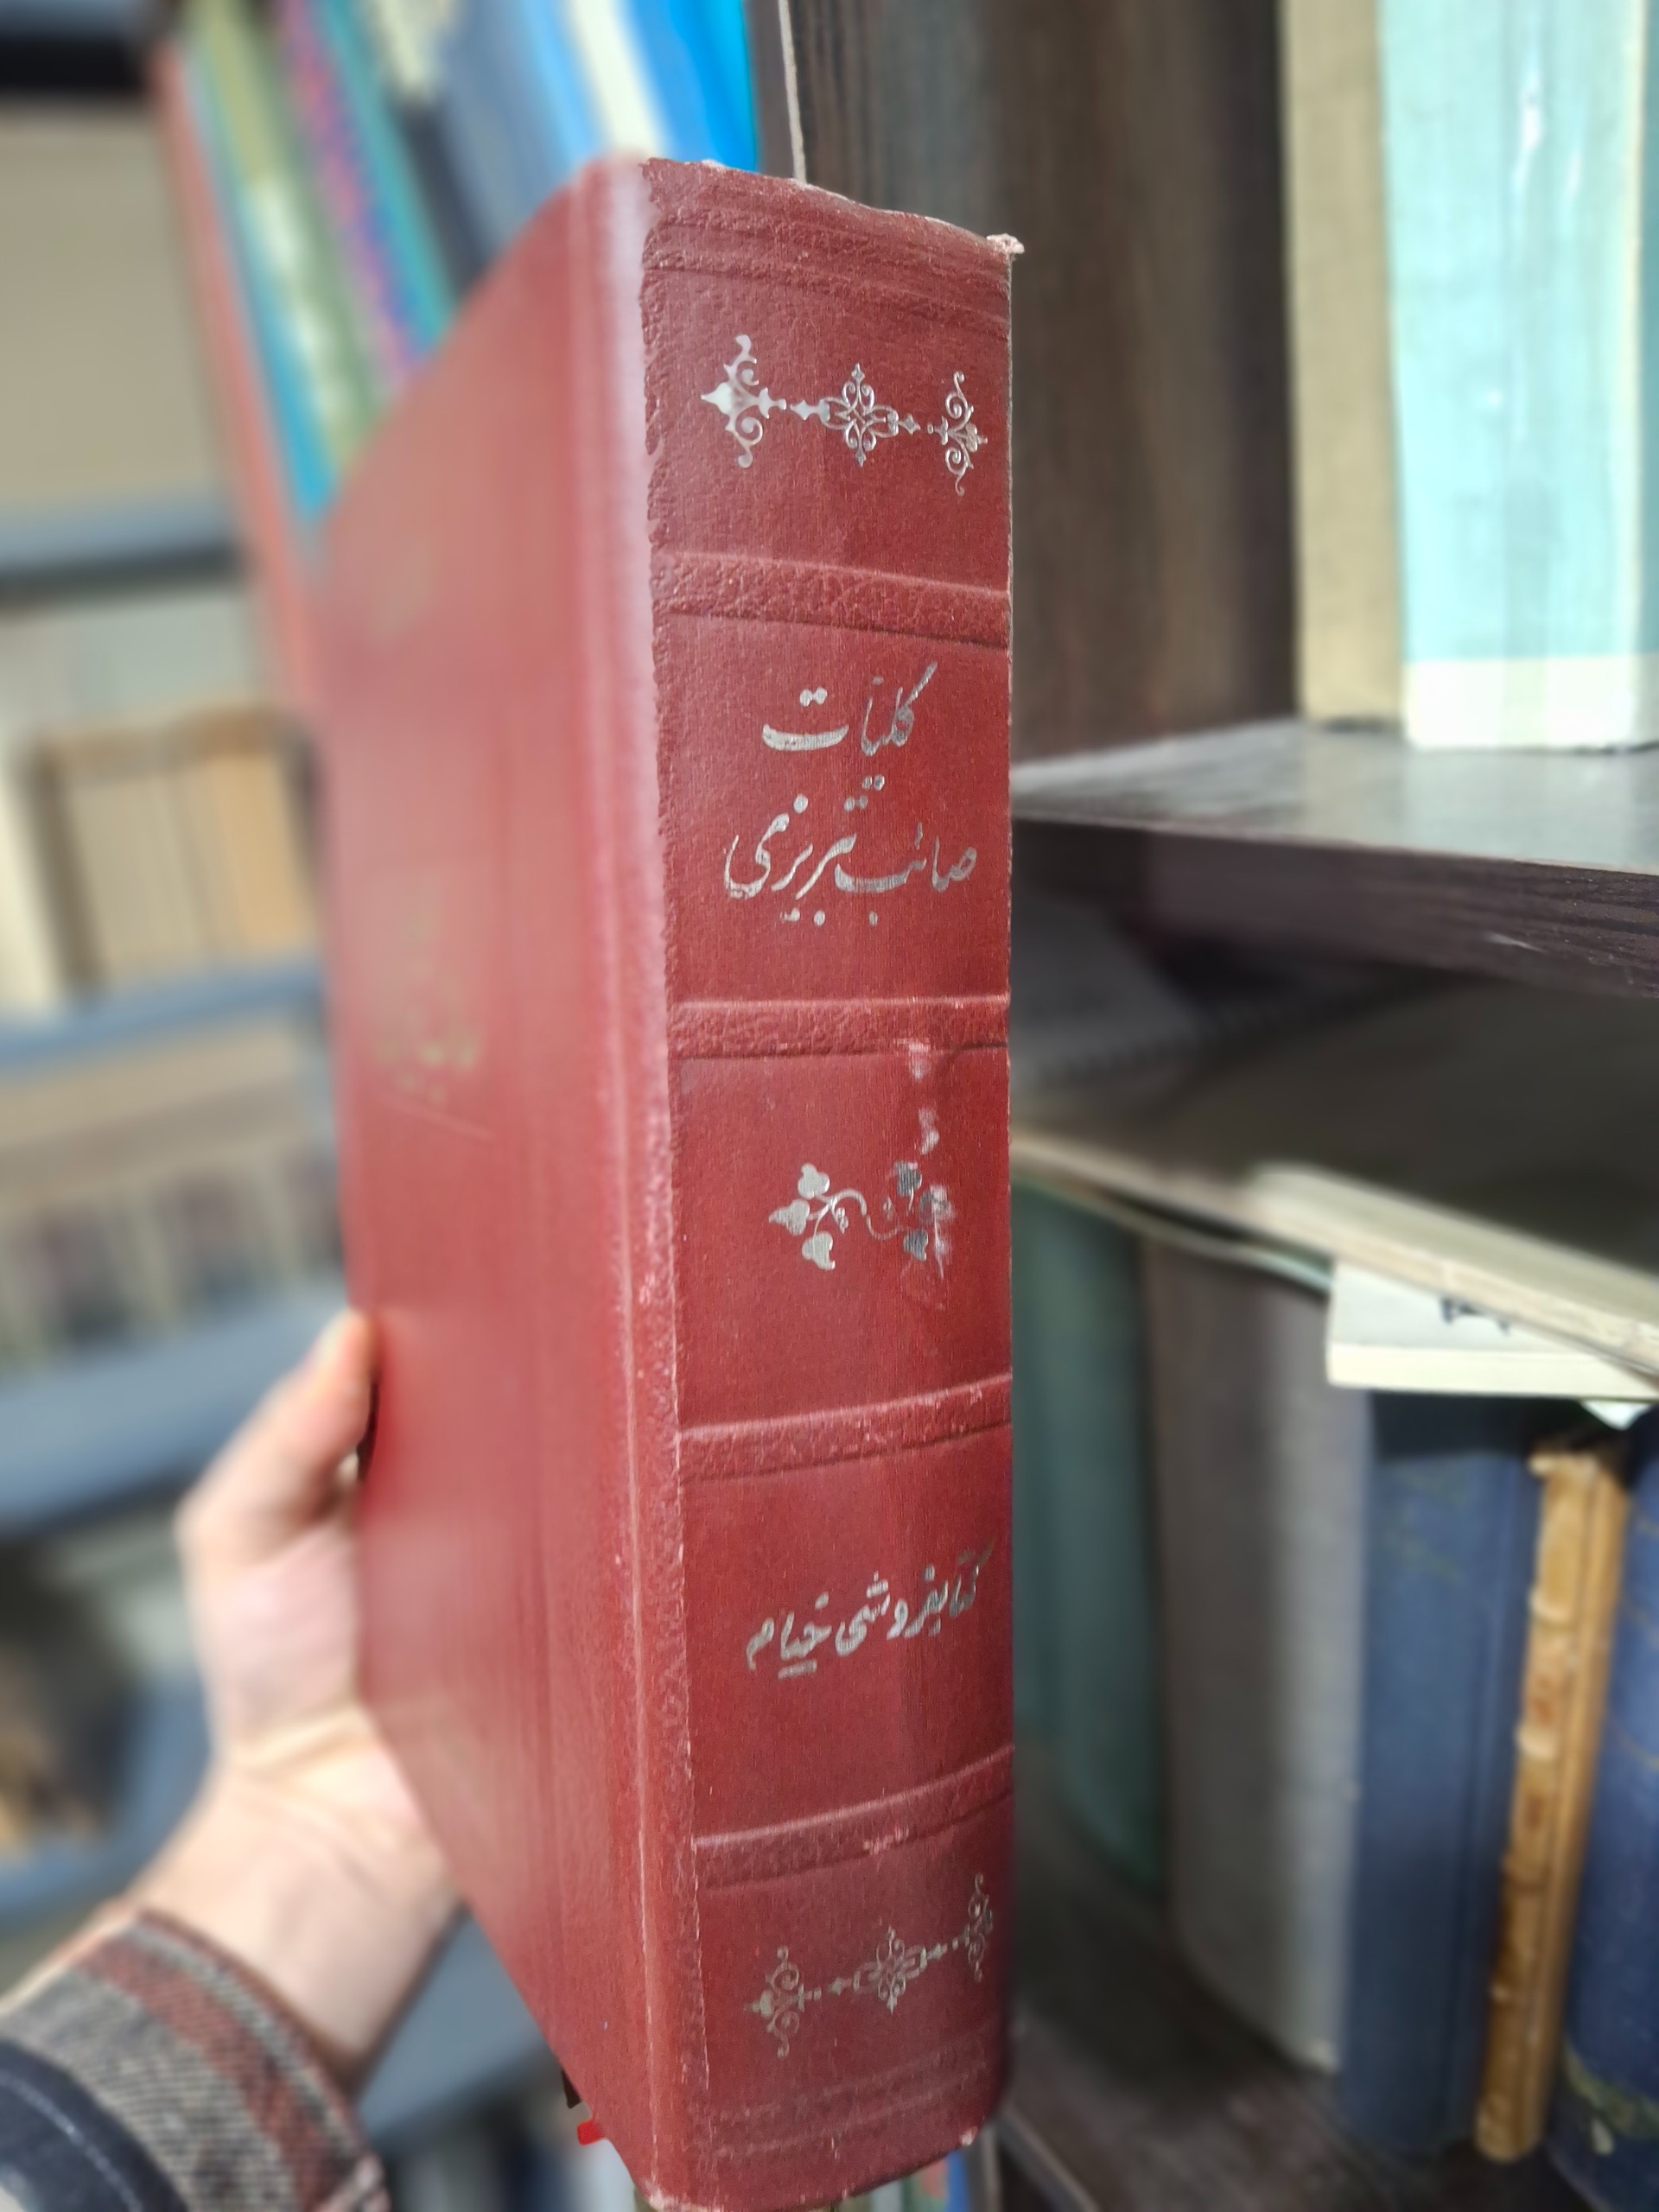 کلیات
صائب تبریزی
کتابفروشی خیام